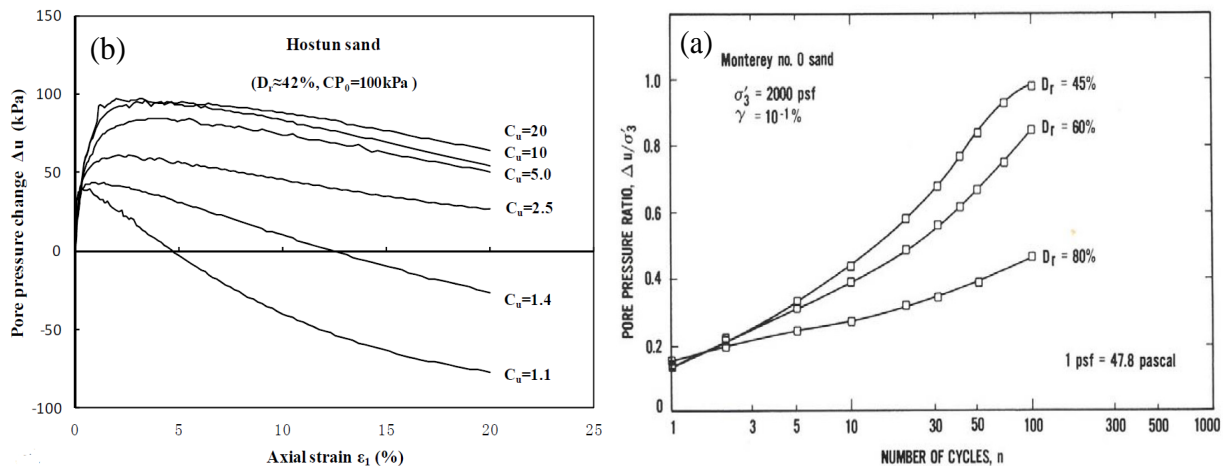 (b)
Hostun sand
(Dr≈42%, CP0=100kPa )
Pore pressure change Δu (kPa)
150
100
50
0
-50
-100
Cu=20
Cu=10
Cu=5.0
Cu=2.5
Cu=1.4
Cu=1.1
0
5
10
15
20
25
Axial strain ε1 (%)
(a)
Monterey no. 0 sand
σ′3 = 2000 psf
γ = 10-1%
PORE PRESSURE RATIO, Δu/σ′3
1.0
0.8
0.6
0.4
0.2
0
Dr = 45%
Dr = 60%
Dr = 80%
1 psf = 47.8 pascal
1
3
5
10
30
50
100
300
500
1000
NUMBER OF CYCLES, n